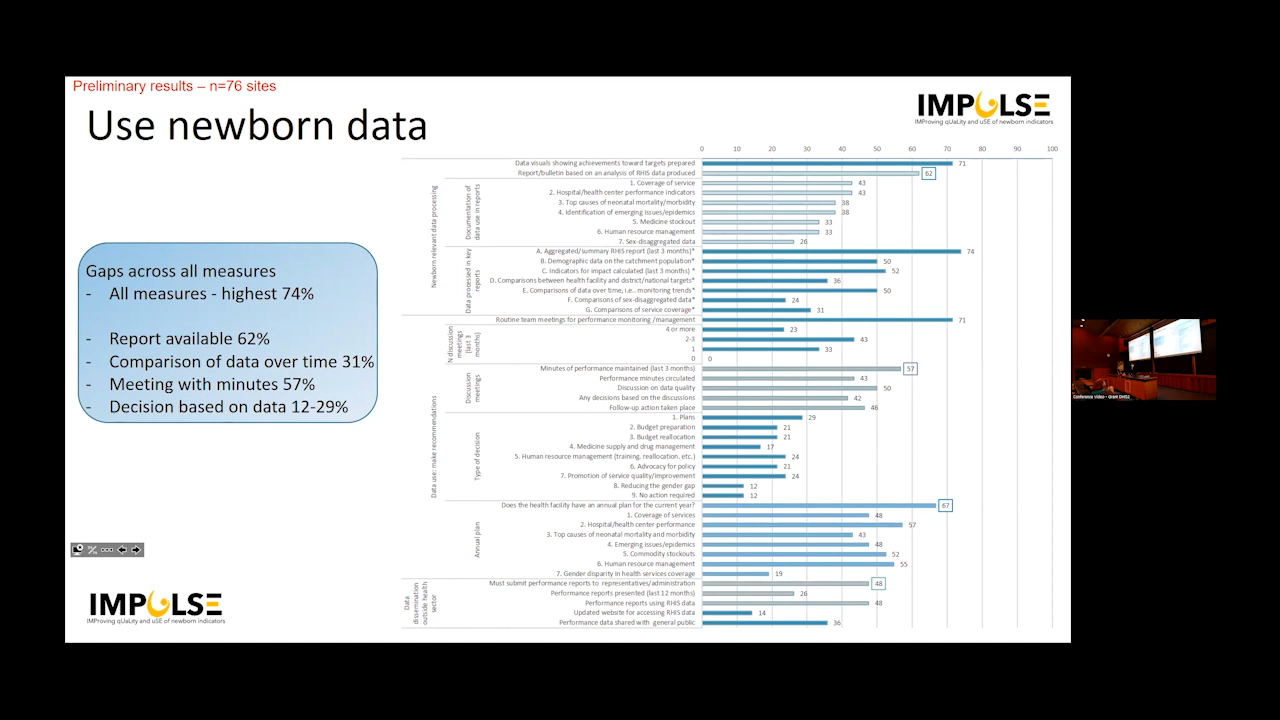 Preliminary results – n=76 sites
Use newborn data
IMPULSE
IMProving qUaLity and uSE of newborn indicators
Gaps across all measures
- All measures - highest 74%
- Report available 62%
- Comparison of data over time 31%
- Meeting with minutes 57%
- Decision based on data 12-29%
0 10 20 30 40 50 60 70 80 90 100
Newborn relevant data processing
Data visuals showing achievements toward targets prepared 71
Report/bulletin based on an analysis of RHIS data produced 62
Documentation of data use in reports
1. Coverage of service 43
2. Hospital/health center performance indicators 43
3. Top causes of neonatal mortality/morbidity 38
4. Identification of emerging issues/epidemics 38
5. Medicine stockout 33
6. Human resource management 33
7. Sex-disaggregated data 26
Data processed in key reports
A. Aggregated/summary RHIS report (last 3 months)* 74
B. Demographic data on the catchment population* 50
C. Indicators for impact calculated (last 3 months) * 52
D. Comparisons between health facility and district/national targets* 36
E. Comparisons of data over time, i.e.. monitoring trends* 50
F. Comparisons of sex-disaggregated data* 24
G. Comparisons of service coverage* 31
Data use: make recommendations
Routine team meetings for performance monitoring /management 71
N discussion meetings (last 3 months)
4 or more 23
2-3 43
1 33
0 0
Discussion meetings
Minutes of performance maintained (last 3 months) 57
Performance minutes circulated 43
Discussion on data quality 50
Any decisions based on the discussions 42
Follow-up action taken place 46
Type of decision
1. Plans 29
2. Budget preparation 21
3. Budget reallocation 21
4. Medicine supply and drug management 17
5. Human resource management (training, reallocation, etc.) 24
6. Advocacy for policy 21
7. Promotion of service quality/improvement 24
8. Reducing the gender gap 12
9. No action required 12
Annual plan
Does the health facility have an annual plan for the current year? 67
1. Coverage of services 48
2. Hospital/health center performance 57
3. Top causes of neonatal mortality and morbidity 43
4. Emerging issues/epidemics 48
5. Commodity stockouts 52
6. Human resource management 55
7. Gender disparity in health services coverage 19
Data dissemination outside health sector
Must submit performance reports to representatives/administration 48
Performance reports presented (last 12 months) 26
Performance reports using RHIS data 48
Updated website for accessing RHIS data 14
Performance data shared with general public 36
IMPULSE
IMProving qUaLity and uSE of newborn indicators
Conference Video - Grant DHIS2